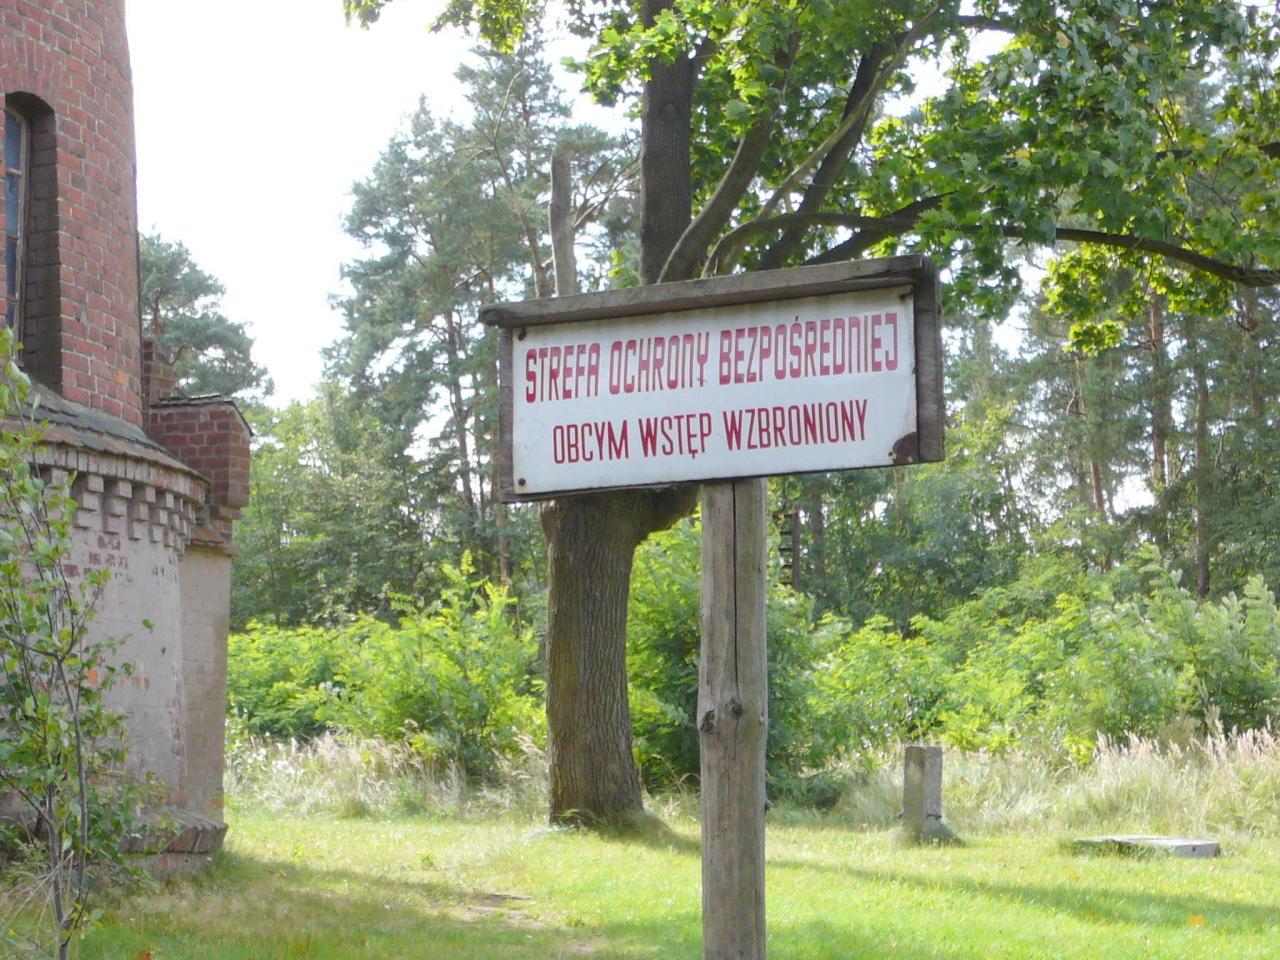 STREFA OCHRONY BEZPOŚREDNIEJ
OBCYM WSTĘP WZBRONIONY